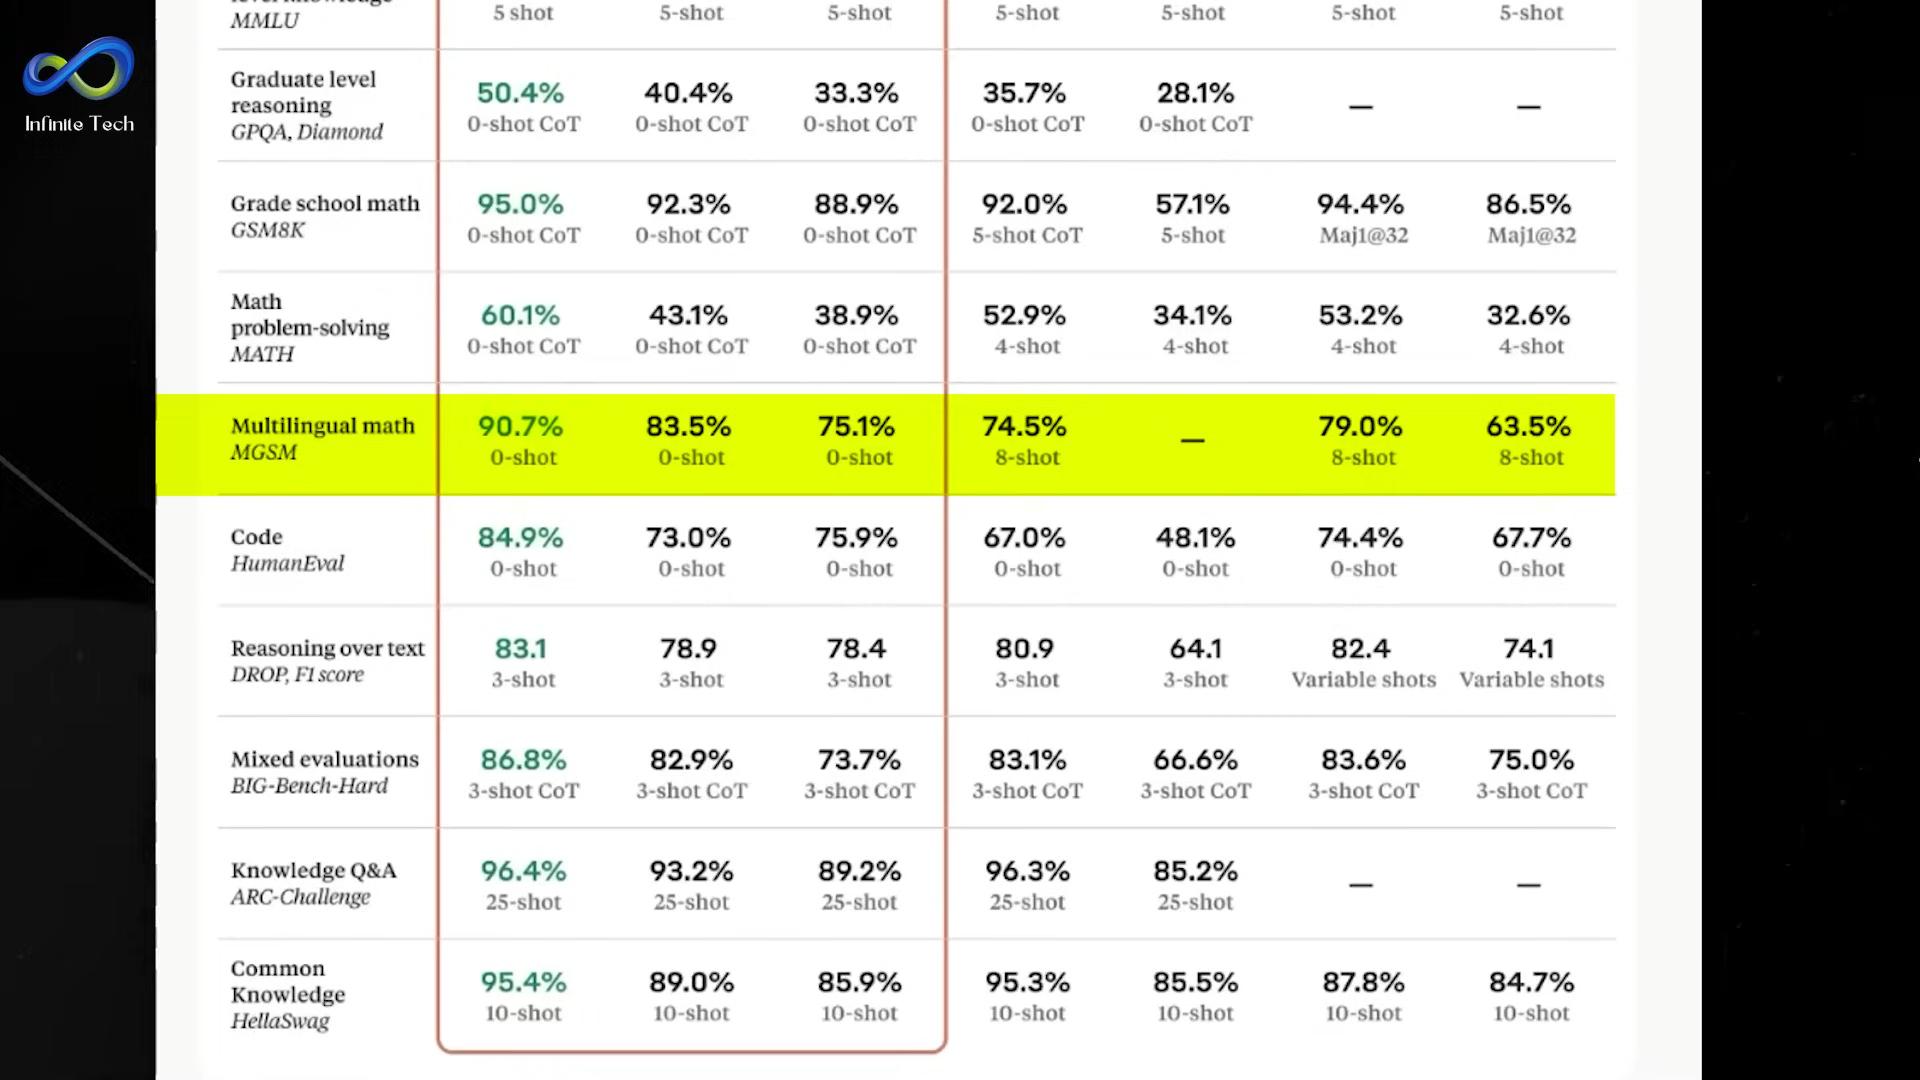 MMLU
5 shot 5-shot 5-shot 5-shot 5-shot 5-shot 5-shot
Infinite Tech
Graduate level
reasoning
GPQA, Diamond
50.4% 40.4% 33.3% 35.7% 28.1% — —
0-shot CoT 0-shot CoT 0-shot CoT 0-shot CoT 0-shot CoT
Grade school math
GSM8K
95.0% 92.3% 88.9% 92.0% 57.1% 94.4% 86.5%
0-shot CoT 0-shot CoT 0-shot CoT 5-shot CoT 5-shot Maj1@32 Maj1@32
Math
problem-solving
MATH
60.1% 43.1% 38.9% 52.9% 34.1% 53.2% 32.6%
0-shot CoT 0-shot CoT 0-shot CoT 4-shot 4-shot 4-shot 4-shot
Multilingual math
MGSM
90.7% 83.5% 75.1% 74.5% — 79.0% 63.5%
0-shot 0-shot 0-shot 8-shot 8-shot 8-shot
Code
HumanEval
84.9% 73.0% 75.9% 67.0% 48.1% 74.4% 67.7%
0-shot 0-shot 0-shot 0-shot 0-shot 0-shot 0-shot
Reasoning over text
DROP, F1 score
83.1 78.9 78.4 80.9 64.1 82.4 74.1
3-shot 3-shot 3-shot 3-shot 3-shot Variable shots Variable shots
Mixed evaluations
BIG-Bench-Hard
86.8% 82.9% 73.7% 83.1% 66.6% 83.6% 75.0%
3-shot CoT 3-shot CoT 3-shot CoT 3-shot CoT 3-shot CoT 3-shot CoT 3-shot CoT
Knowledge Q&A
ARC-Challenge
96.4% 93.2% 89.2% 96.3% 85.2% — —
25-shot 25-shot 25-shot 25-shot 25-shot
Common
Knowledge
HellaSwag
95.4% 89.0% 85.9% 95.3% 85.5% 87.8% 84.7%
10-shot 10-shot 10-shot 10-shot 10-shot 10-shot 10-shot